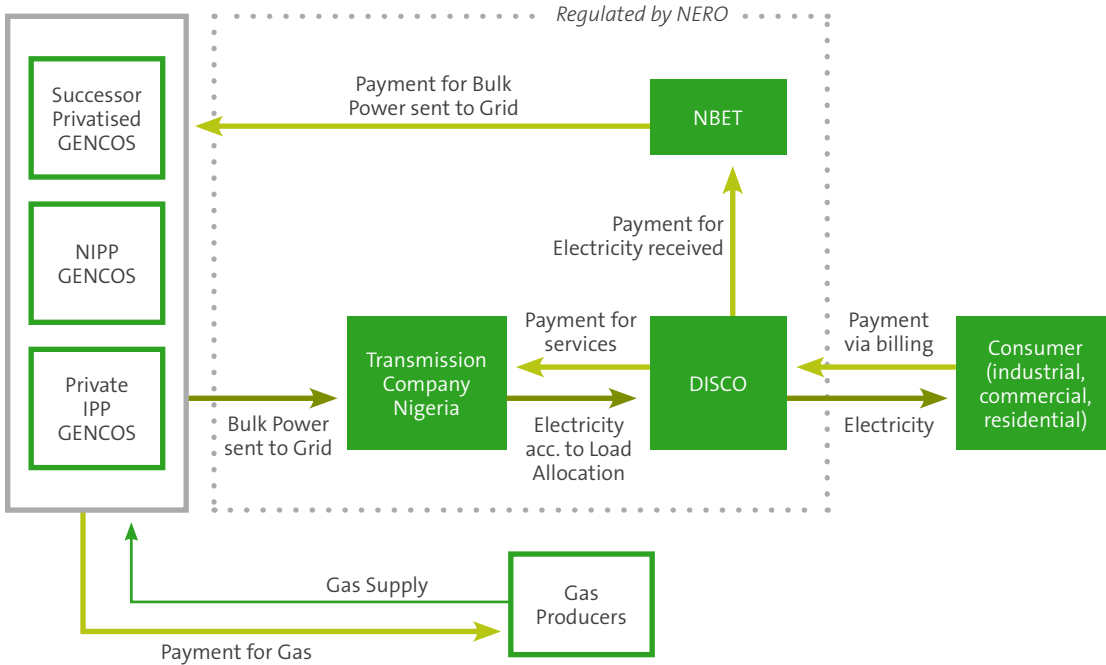 Regulated by NERO
Successor
Privatised
GENCOS
NIPP
GENCOS
Private
IPP
GENCOS
Payment for Bulk
Power sent to Grid
NBET
Payment for
Electricity received
Bulk Power
sent to Grid
Transmission
Company
Nigeria
Payment for
services
Electricity
acc. to Load
Allocation
DISCO
Payment
via billing
Electricity
Consumer
(industrial,
commercial,
residential)
Gas Supply
Payment for Gas
Gas
Producers